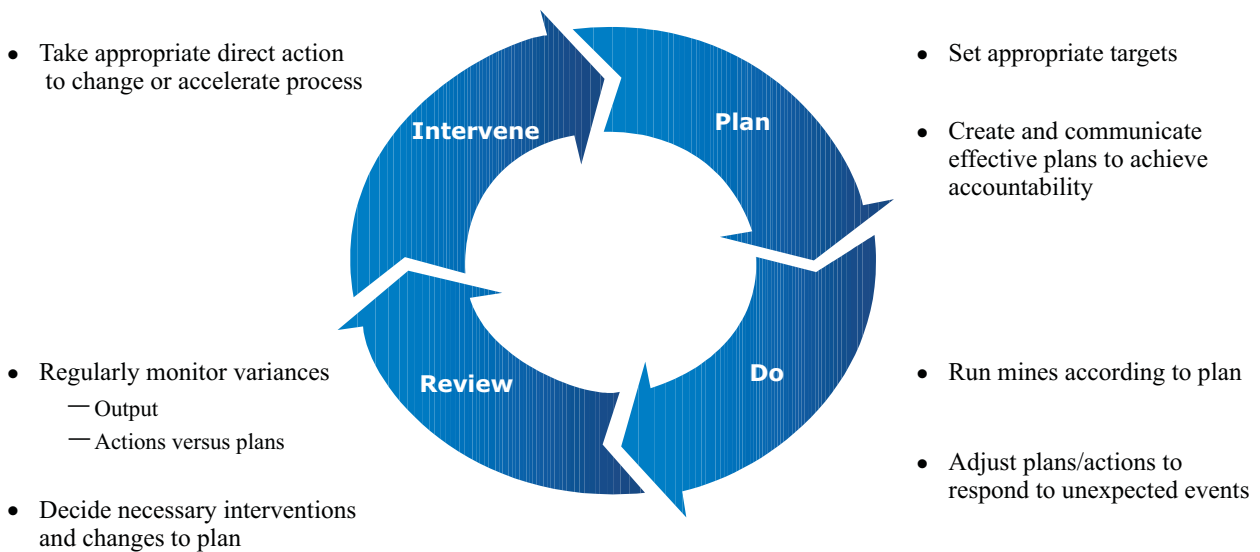 • Take appropriate direct action
to change or accelerate process
Intervene
Plan
• Set appropriate targets
• Create and communicate
effective plans to achieve
accountability
• Regularly monitor variances
— Output
— Actions versus plans
• Decide necessary interventions
and changes to plan
Review
Do
• Run mines according to plan
• Adjust plans/actions to
respond to unexpected events